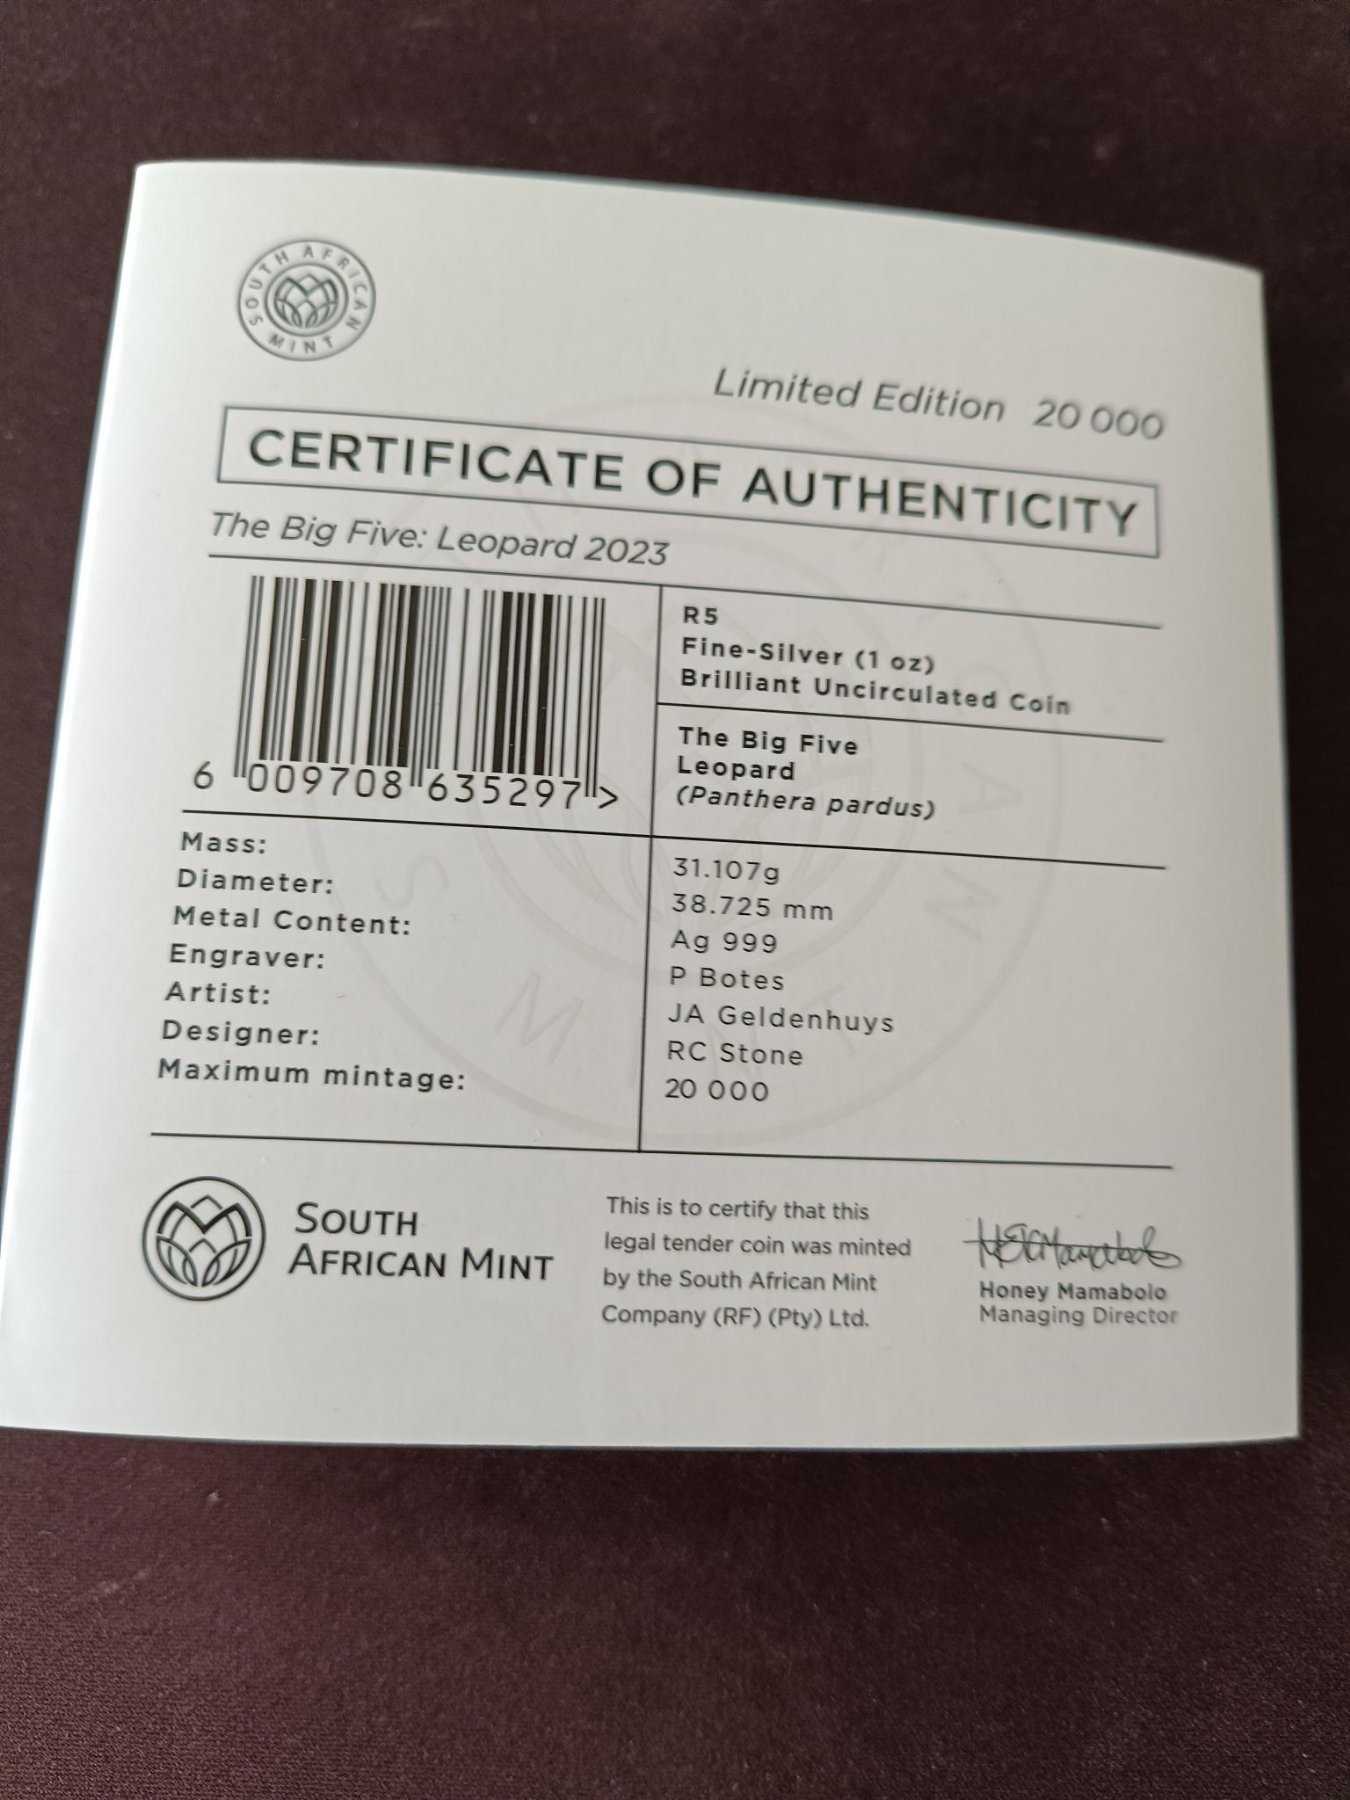 SOUTH AFRICAN MINT
Limited Edition 20 000
CERTIFICATE OF AUTHENTICITY
The Big Five: Leopard 2023
R5
Fine-Silver (1 oz)
Brilliant Uncirculated Coin
The Big Five
Leopard
(Panthera pardus)
6 009708 635297 >
Mass: 31.107g
Diameter: 38.725 mm
Metal Content: Ag 999
Engraver: P Botes
Artist: JA Geldenhuys
Designer: RC Stone
Maximum mintage: 20 000
SOUTH
AFRICAN MINT
This is to certify that this
legal tender coin was minted
by the South African Mint
Company (RF) (Pty) Ltd.
Honey Mamabolo
Managing Director